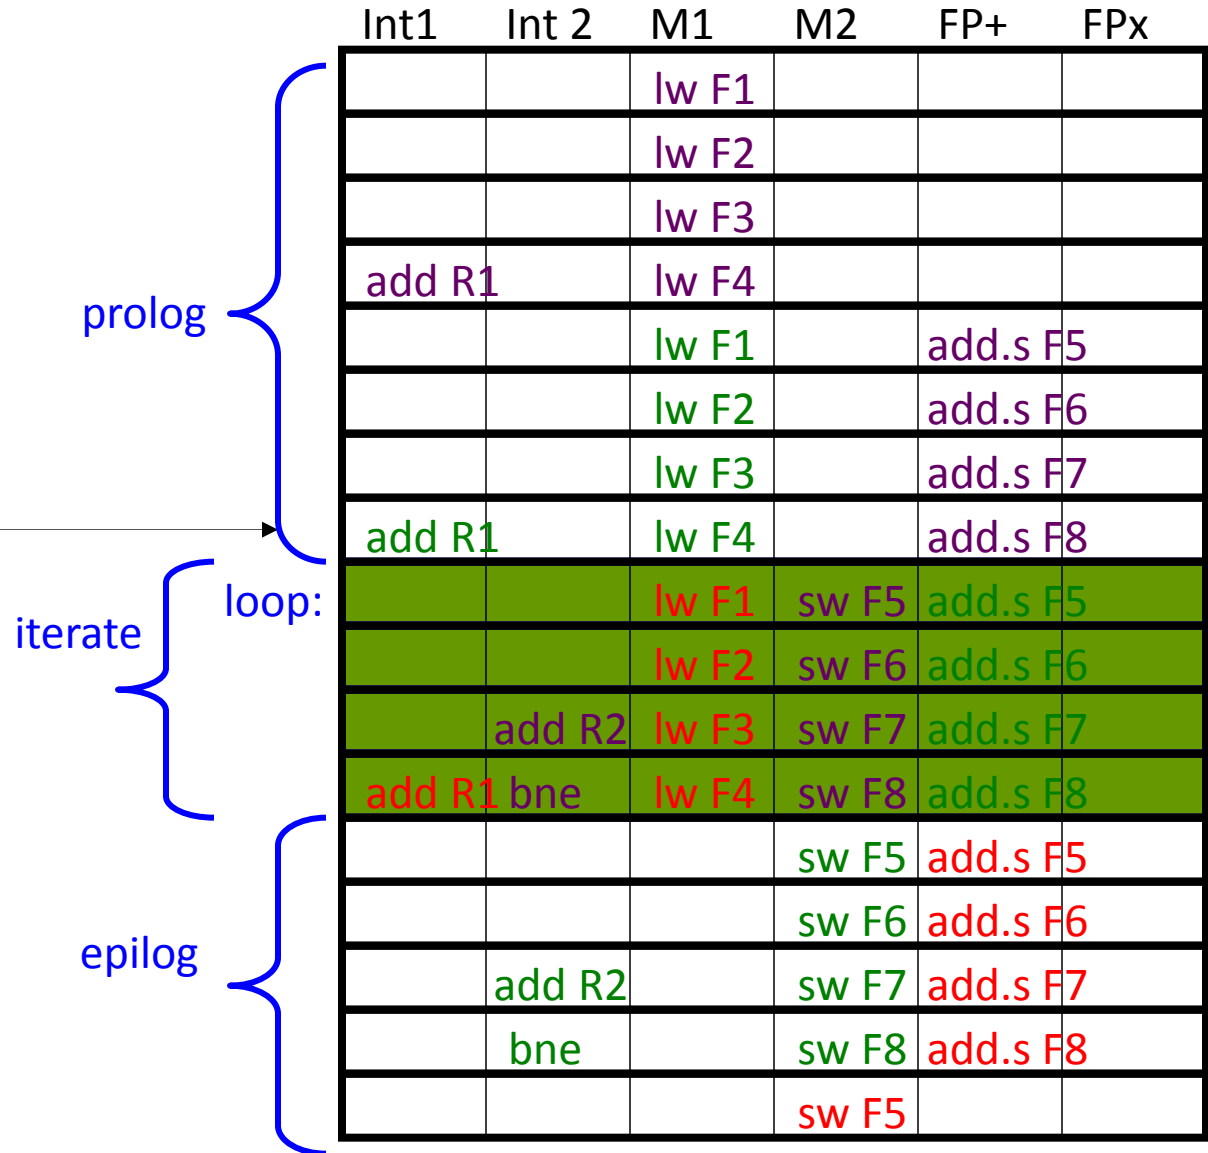 Int1 Int 2 M1 M2 FP+ FPx
lw F1
lw F2
lw F3
add R1 lw F4
prolog
lw F1 add.s F5
lw F2 add.s F6
lw F3 add.s F7
add R1 lw F4 add.s F8
loop: lw F1 sw F5 add.s F5
iterate
lw F2 sw F6 add.s F6
add R2 lw F3 sw F7 add.s F7
add R1 bne lw F4 sw F8 add.s F8
sw F5 add.s F5
sw F6 add.s F6
epilog
add R2 sw F7 add.s F7
bne sw F8 add.s F8
sw F5